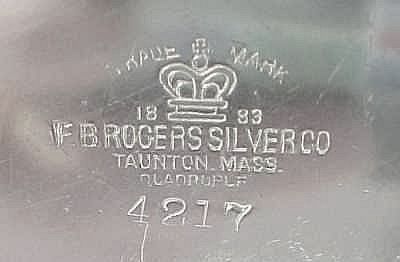 TRADE MARK
18 83
F. B. ROGERS SILVER CO
TAUNTON. MASS.
QUADRUPLE
4217